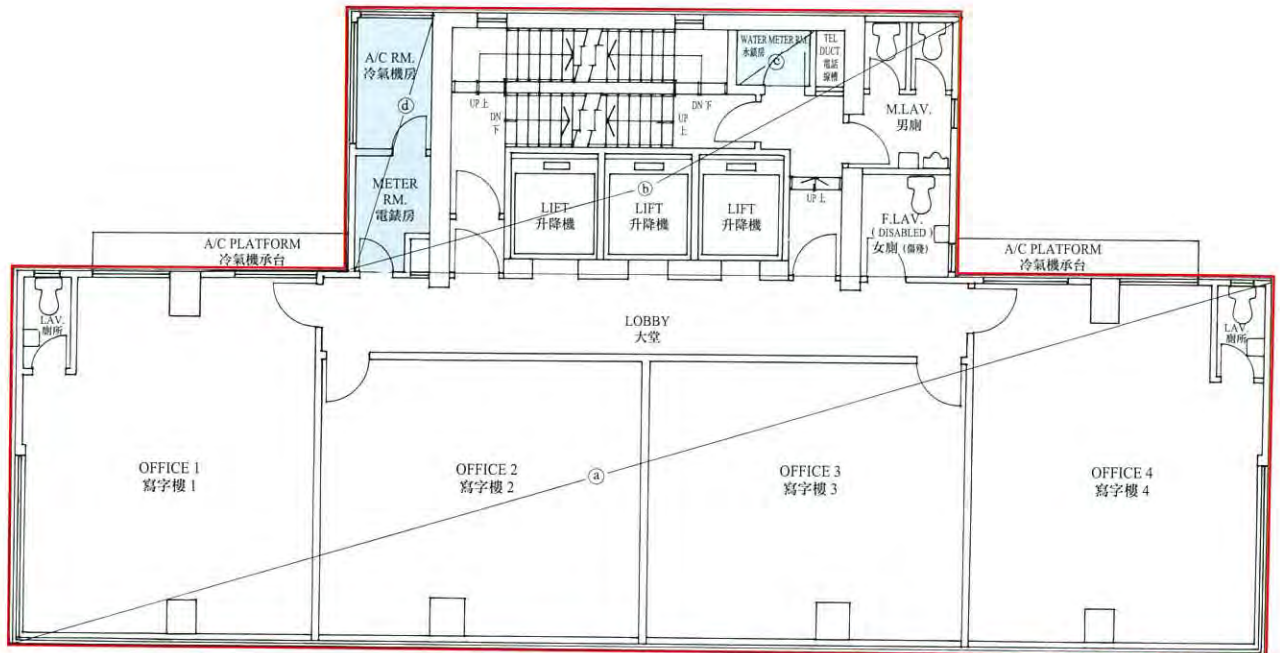 A/C RM.
冷氣機房
ⓓ
METER
RM.
電錶房
UP 上
DN
下
DN 下
UP
上
WATER METER RM.
水錶房
ⓒ
TEL
DUCT
電話
線槽
M.LAV.
男廁
F.LAV.
( DISABLED )
女廁 (傷殘)
UP 上
LIFT
升降機
LIFT
升降機
LIFT
升降機
ⓑ
A/C PLATFORM
冷氣機承台
A/C PLATFORM
冷氣機承台
LAV.
廁所
LAV.
廁所
LOBBY
大堂
OFFICE 1
寫字樓 1
OFFICE 2
寫字樓 2
ⓐ
OFFICE 3
寫字樓 3
OFFICE 4
寫字樓 4